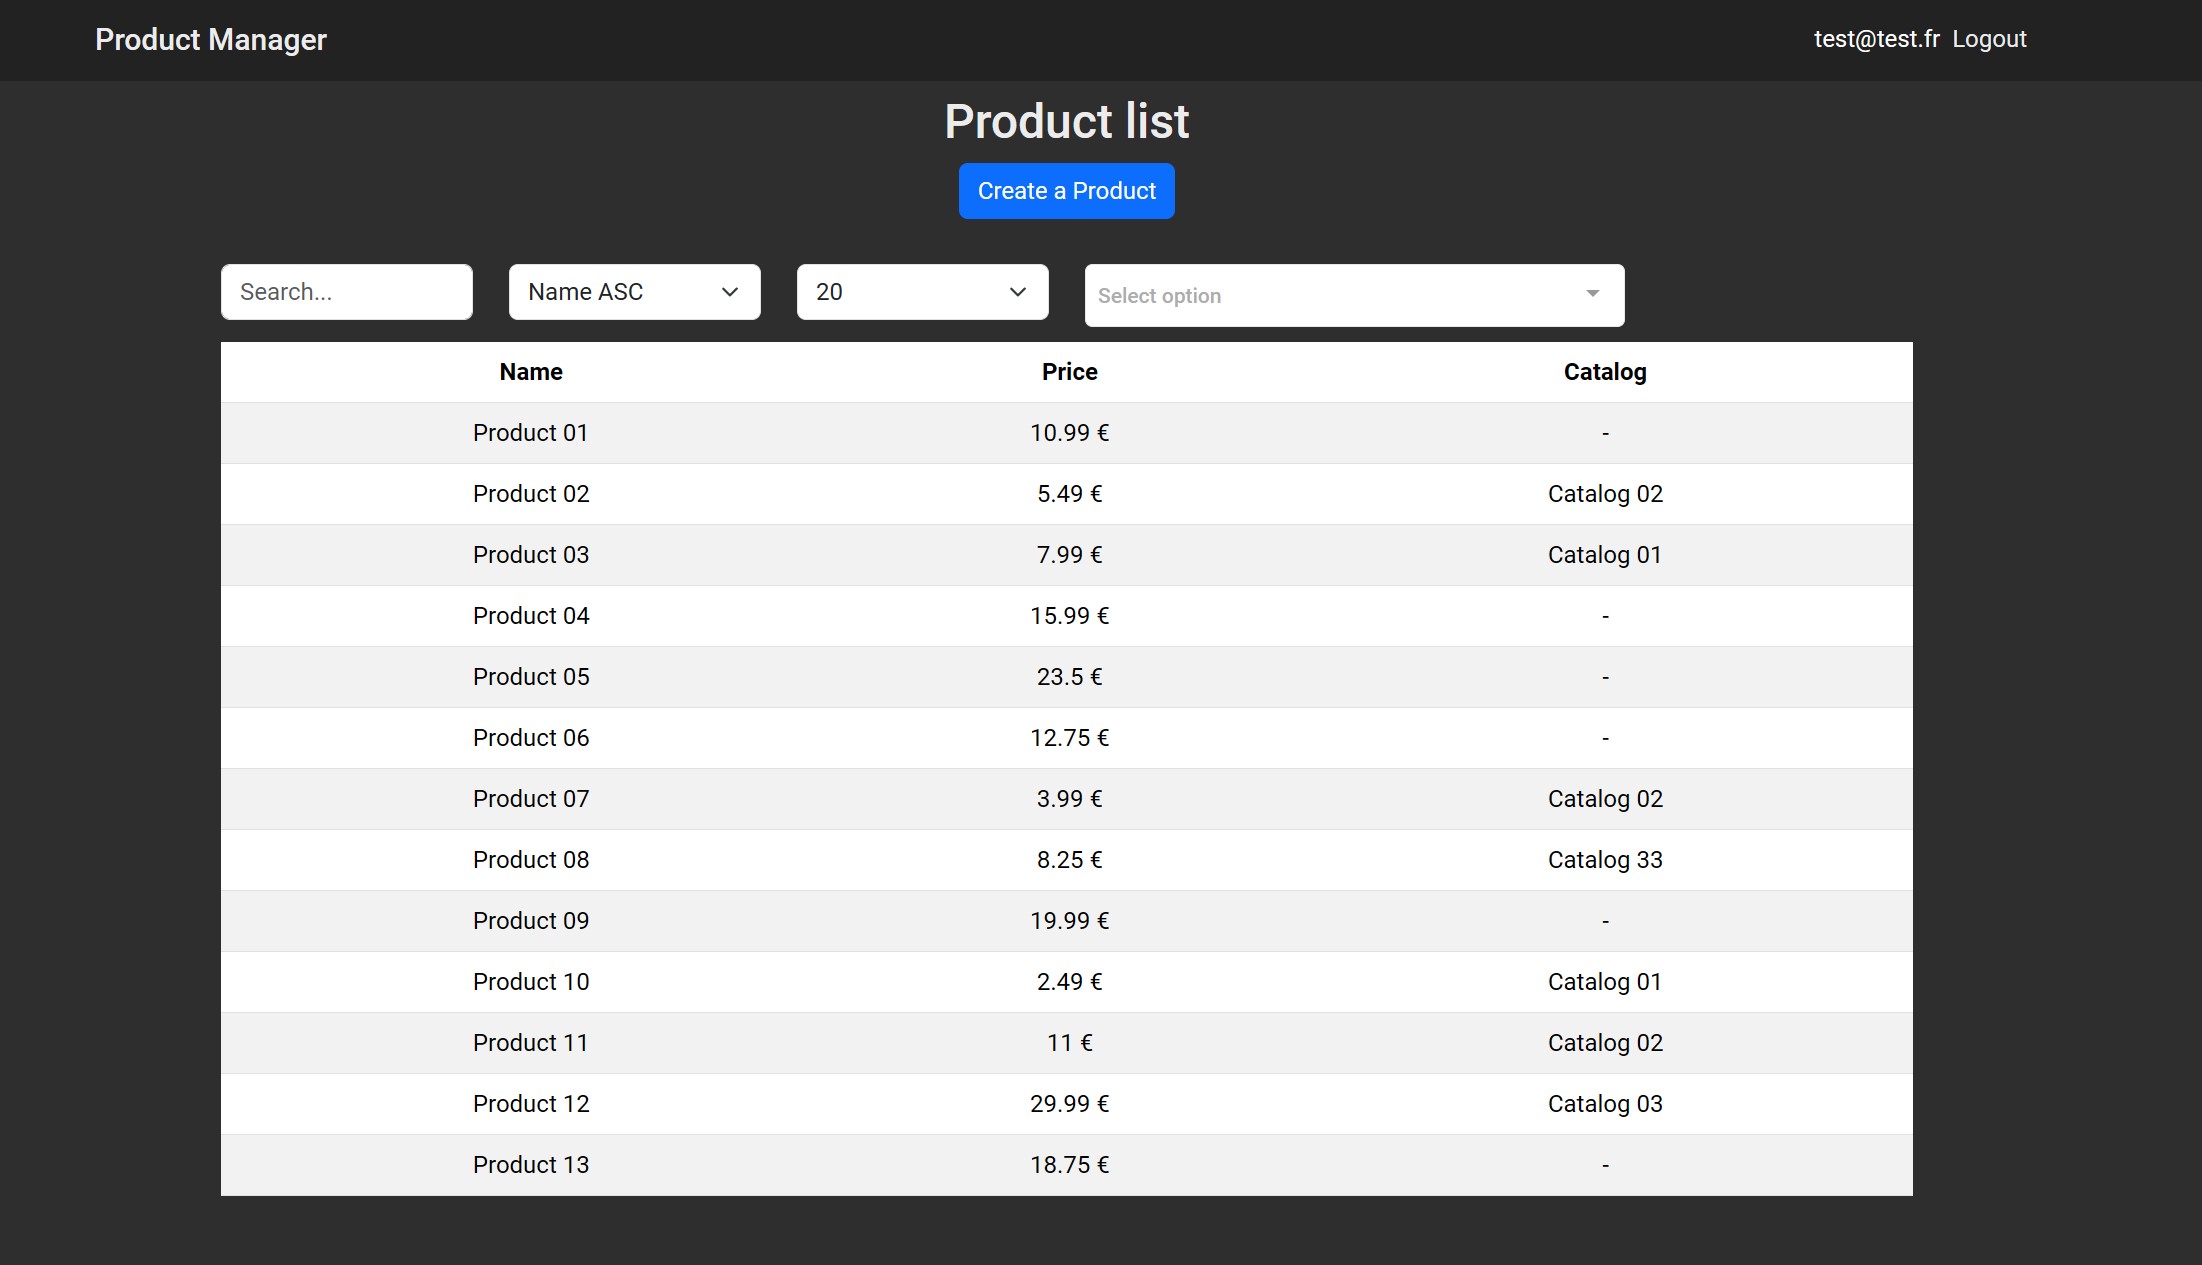 Product Manager
test@test.fr Logout
Product list
Create a Product
Search... Name ASC 20 Select option
Name Price Catalog
Product 01 10.99 € -
Product 02 5.49 € Catalog 02
Product 03 7.99 € Catalog 01
Product 04 15.99 € -
Product 05 23.5 € -
Product 06 12.75 € -
Product 07 3.99 € Catalog 02
Product 08 8.25 € Catalog 33
Product 09 19.99 € -
Product 10 2.49 € Catalog 01
Product 11 11 € Catalog 02
Product 12 29.99 € Catalog 03
Product 13 18.75 € -